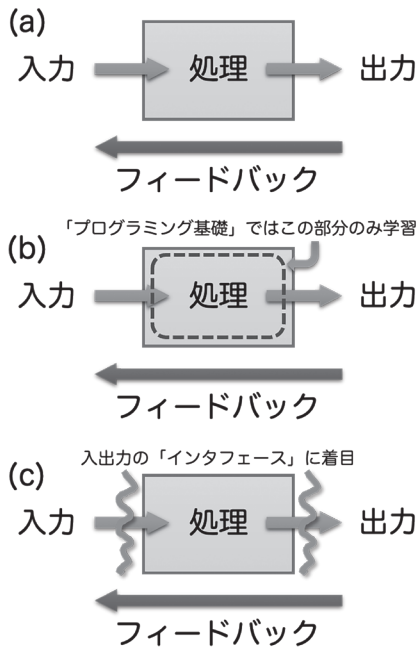 (a)
入力 処理 出力
フィードバック
「プログラミング基礎」ではこの部分のみ学習
(b)
入力 処理 出力
フィードバック
入出力の「インタフェース」に着目
(c)
入力 処理 出力
フィードバック